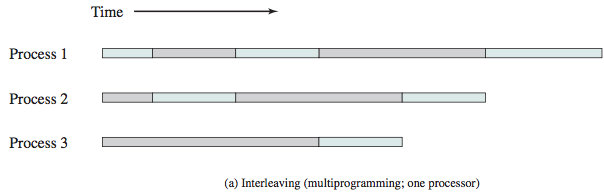 Time
Process 1
Process 2
Process 3
(a) Interleaving (multiprogramming; one processor)